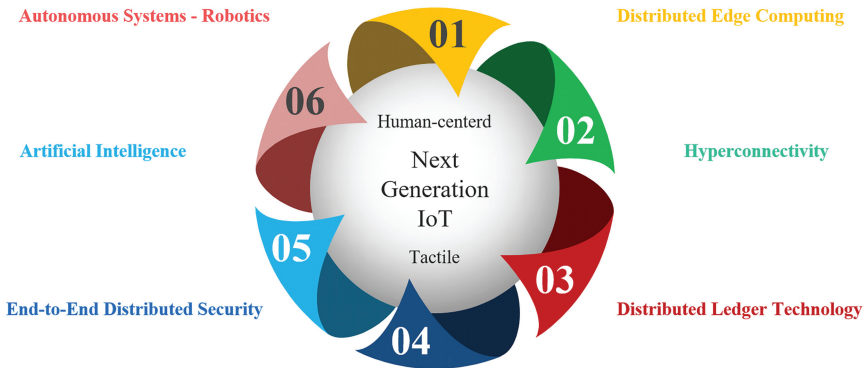 Autonomous Systems - Robotics
01
Distributed Edge Computing
06
Human-centerd
02
Artificial Intelligence
Next
Generation
IoT
Hyperconnectivity
05
Tactile
03
End-to-End Distributed Security
04
Distributed Ledger Technology